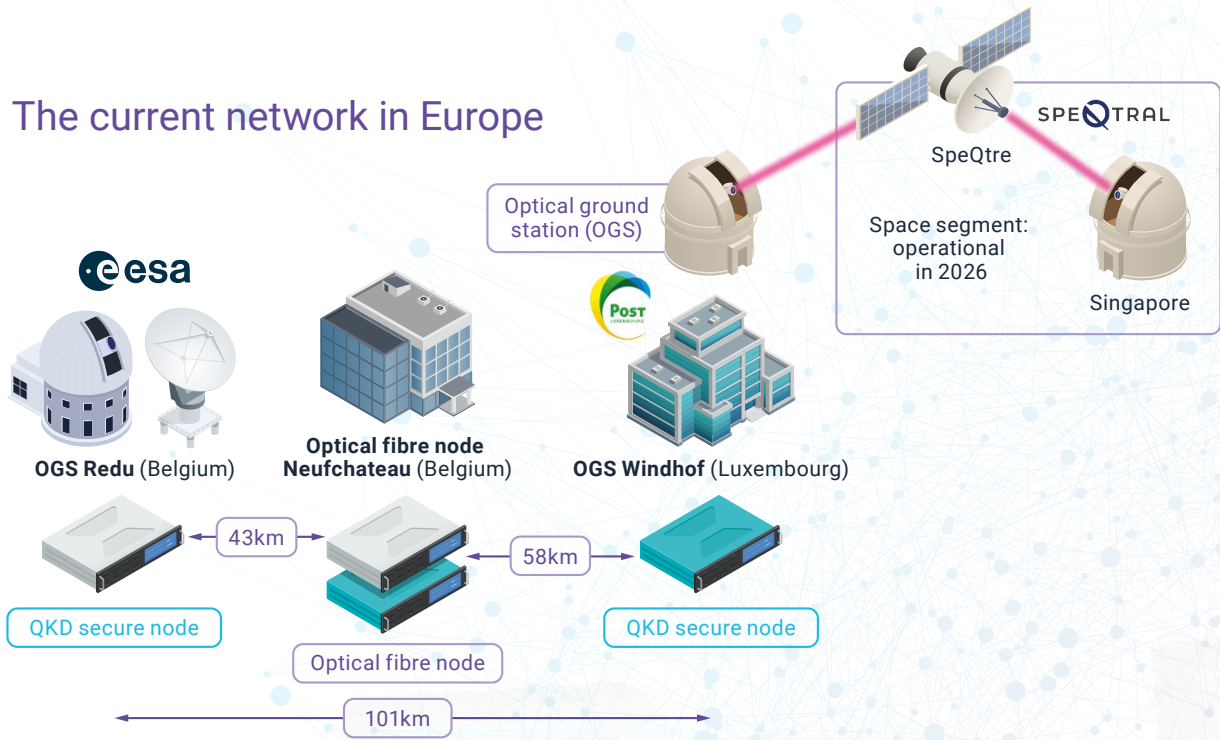 The current network in Europe
SPEQTRAL
SpeQtre
Optical ground
station (OGS)
Space segment:
operational
in 2026
Singapore
esa
POST
LUXEMBOURG
OGS Redu (Belgium)
Optical fibre node
Neufchateau (Belgium)
OGS Windhof (Luxembourg)
43km
58km
QKD secure node
QKD secure node
Optical fibre node
101km